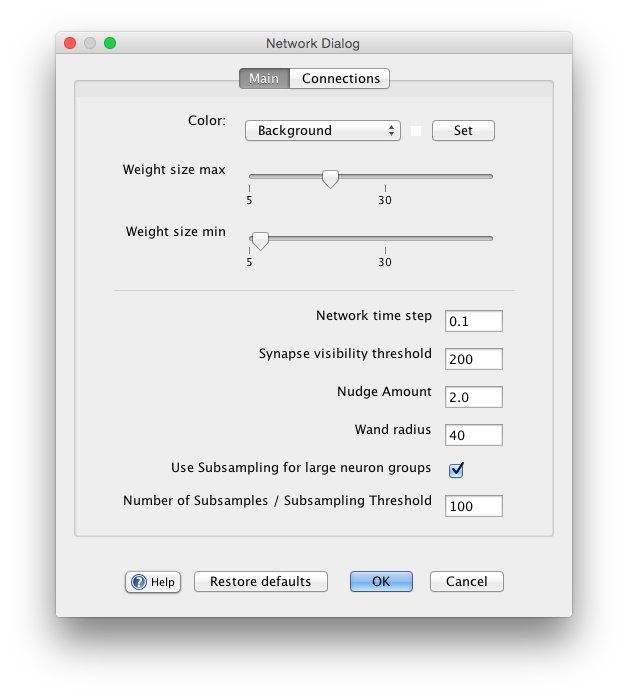 Network Dialog
Main Connections
Color: Background Set
Weight size max
5 30
Weight size min
5 30
Network time step 0.1
Synapse visibility threshold 200
Nudge Amount 2.0
Wand radius 40
Use Subsampling for large neuron groups
Number of Subsamples / Subsampling Threshold 100
? Help Restore defaults OK Cancel